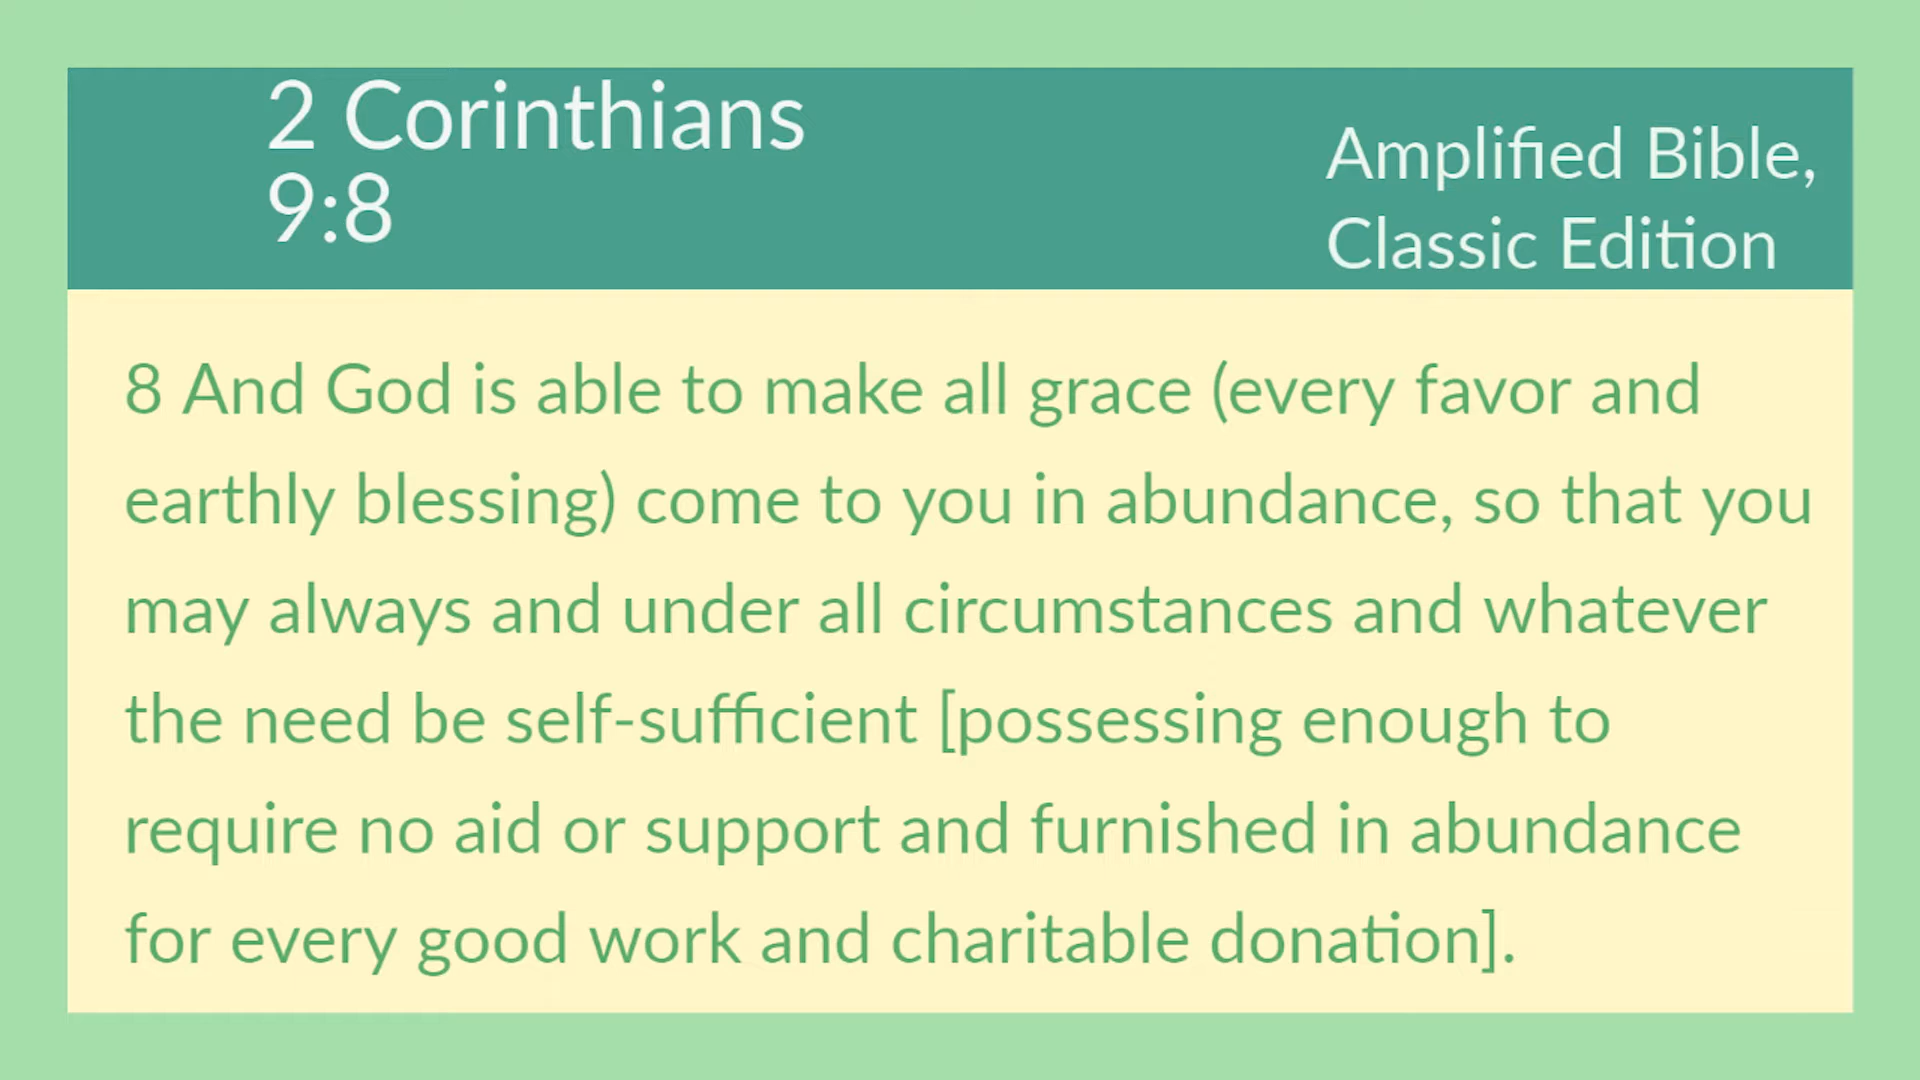 2 Corinthians
9:8
Amplified Bible,
Classic Edition
8 And God is able to make all grace (every favor and
earthly blessing) come to you in abundance, so that you
may always and under all circumstances and whatever
the need be self-sufficient [possessing enough to
require no aid or support and furnished in abundance
for every good work and charitable donation].